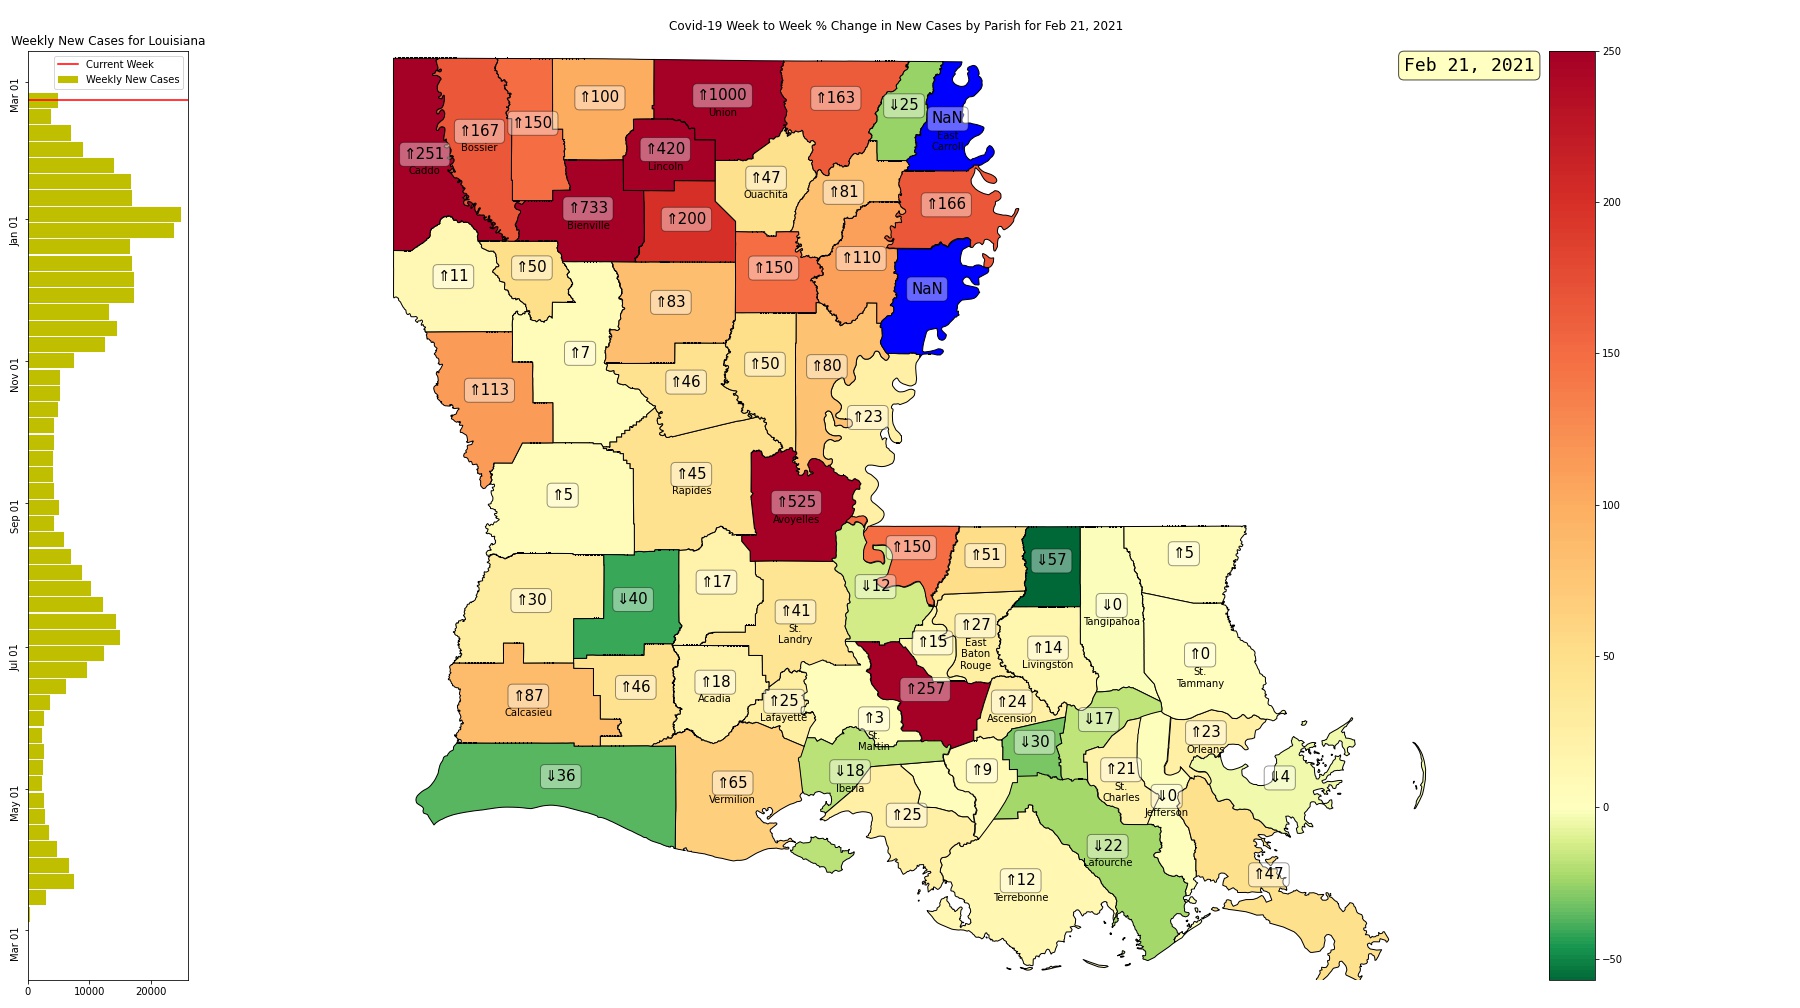 Covid-19 Week to Week % Change in New Cases by Parish for Feb 21, 2021
Weekly New Cases for Louisiana
Current Week
Weekly New Cases
Mar 01
Jan 01
Nov 01
Sep 01
Jul 01
May 01
Mar 01
0
10000
20000
Feb 21, 2021
250
200
150
100
50
0
−50
⇑251
Caddo
⇑167
Bossier
⇑150
⇑100
⇑1000
Union
⇑163
⇓25
NaN
East
Carroll
⇑420
Lincoln
⇑733
Bienville
⇑200
⇑47
Ouachita
⇑81
⇑166
⇑11
⇑50
⇑150
⇑110
NaN
⇑83
⇑7
⇑113
⇑46
⇑50
⇑80
⇑23
⇑5
⇑45
Rapides
⇑525
Avoyelles
⇑150
⇑51
⇓57
⇑5
⇑30
⇓40
⇑17
⇑41
St.
Landry
⇓12
⇑15
⇑27
East
Baton
Rouge
⇑14
Livingston
⇓0
Tangipahoa
⇑0
St.
Tammany
⇑87
Calcasieu
⇑46
⇑18
Acadia
⇑25
Lafayette
⇑3
St.
Martin
⇑257
⇑24
Ascension
⇓17
⇓30
⇑23
Orleans
⇓36
⇑65
Vermilion
⇓18
Iberia
⇑9
⇑21
St.
Charles
⇓0
Jefferson
⇓4
⇑25
⇓22
Lafourche
⇑12
Terrebonne
⇑47